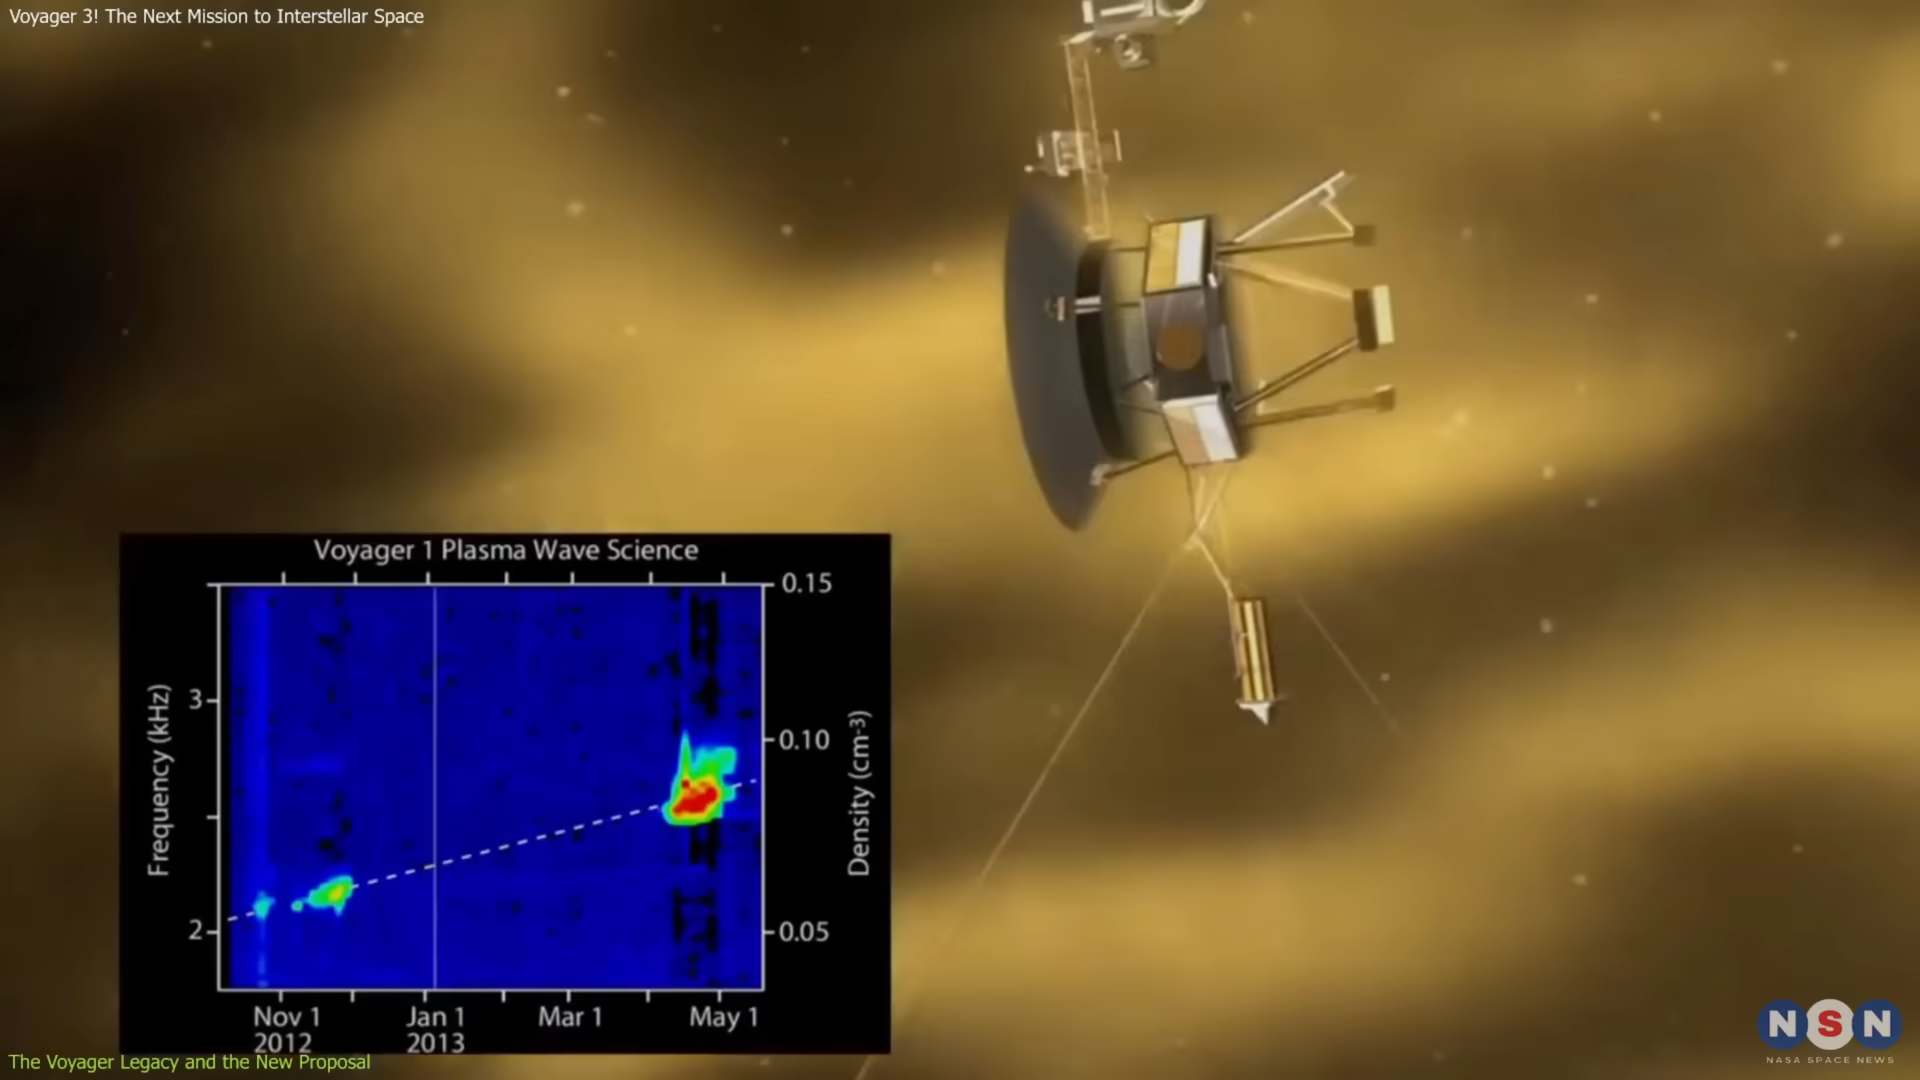 Voyager 3! The Next Mission to Interstellar Space
Voyager 1 Plasma Wave Science
0.15
3
Frequency (kHz)
0.10
Density (cm-3)
2
0.05
Nov 1
2012
Jan 1
2013
Mar 1
May 1
The Voyager Legacy and the New Proposal
NSN
NASA SPACE NEWS